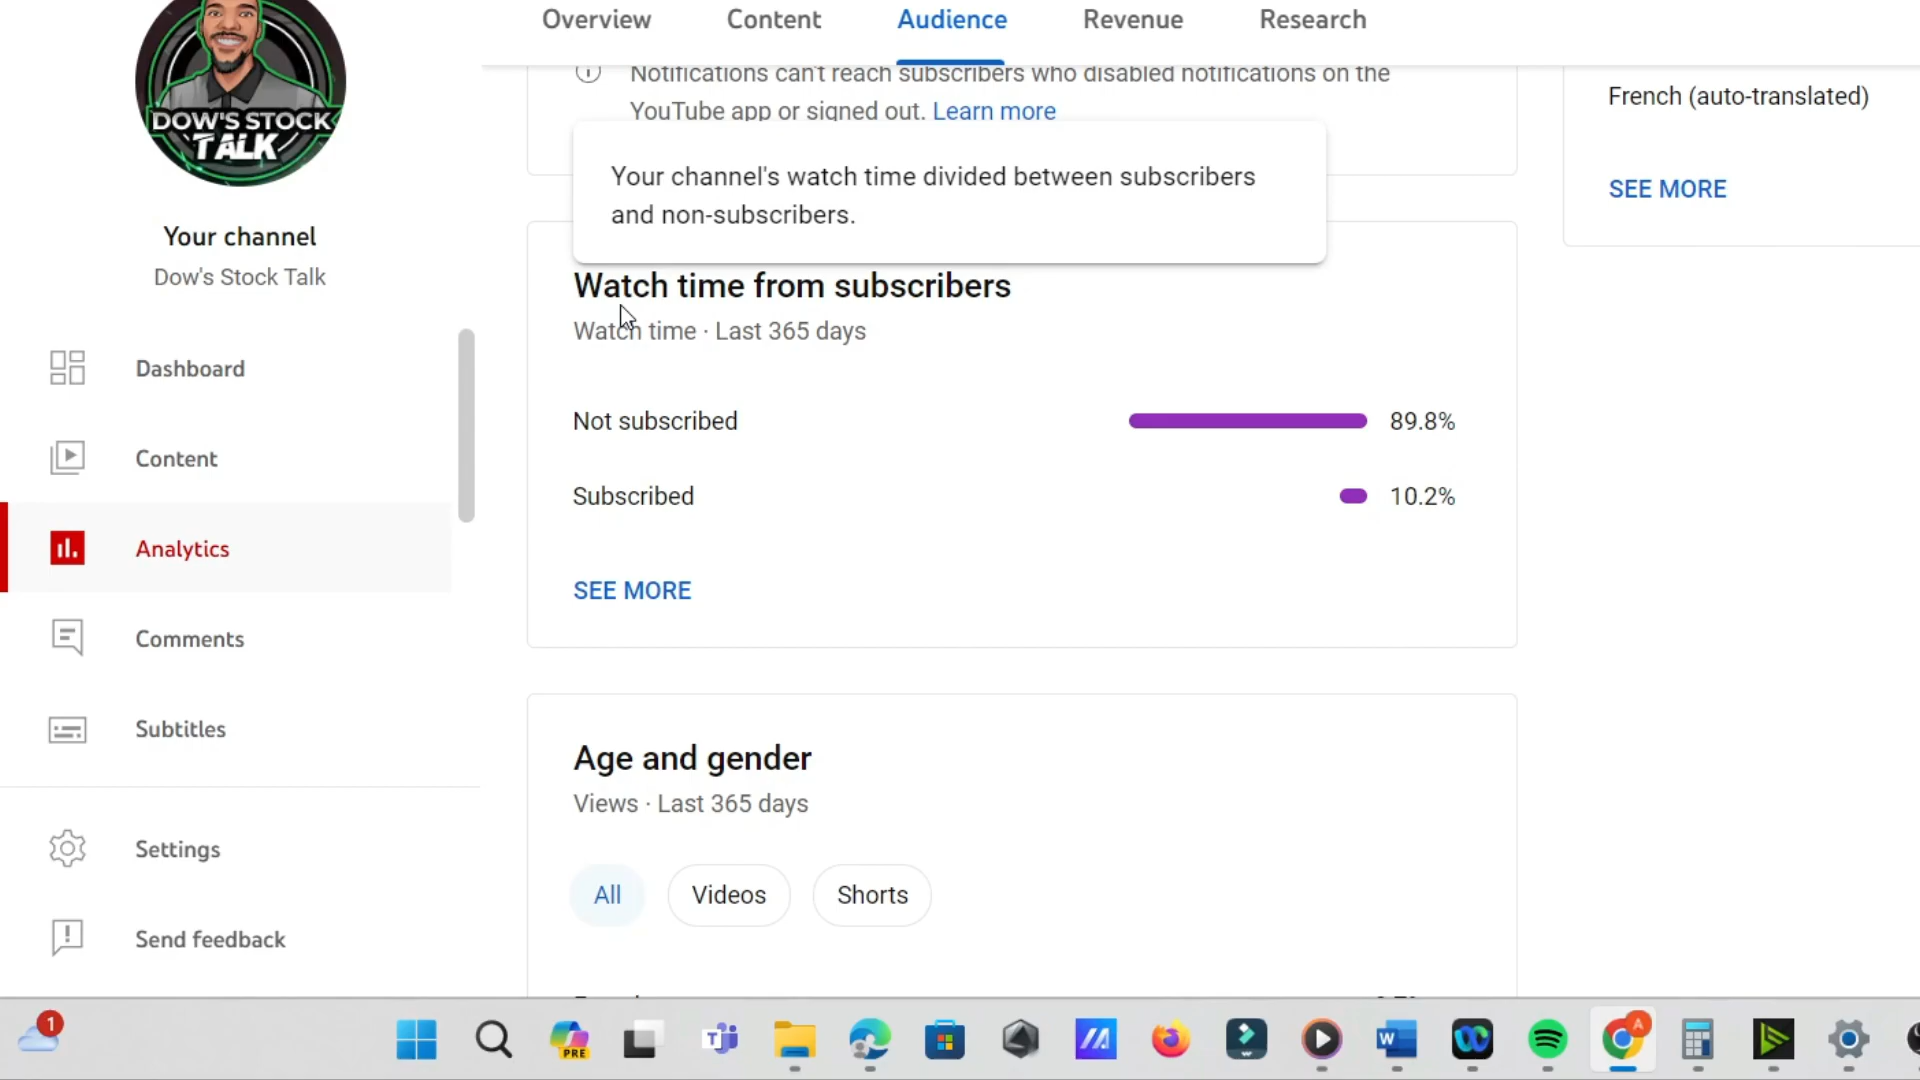 Overview
Content
Audience
Revenue
Research
DOW'S STOCK
TALK
Your channel
Dow's Stock Talk
Dashboard
Content
Analytics
Comments
Subtitles
Settings
Send feedback
Notifications can't reach subscribers who disabled notifications on the
YouTube app or signed out. Learn more
Your channel's watch time divided between subscribers
and non-subscribers.
Watch time from subscribers
Watch time · Last 365 days
Not subscribed
89.8%
Subscribed
10.2%
SEE MORE
Age and gender
Views · Last 365 days
All
Videos
Shorts
French (auto-translated)
SEE MORE
1
PRE
A